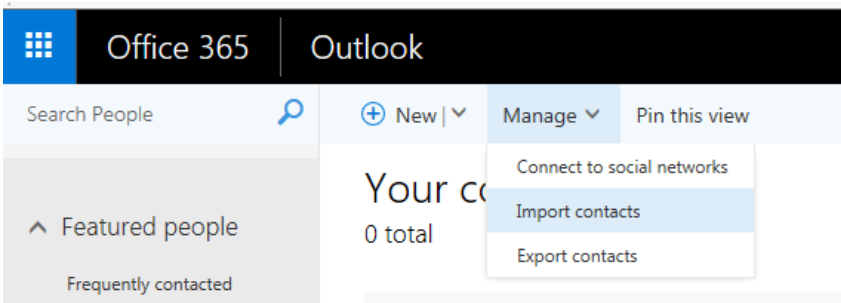 Office 365 Outlook
Search People New Manage Pin this view
Connect to social networks
Your co
Import contacts
Featured people
0 total
Export contacts
Frequently contacted